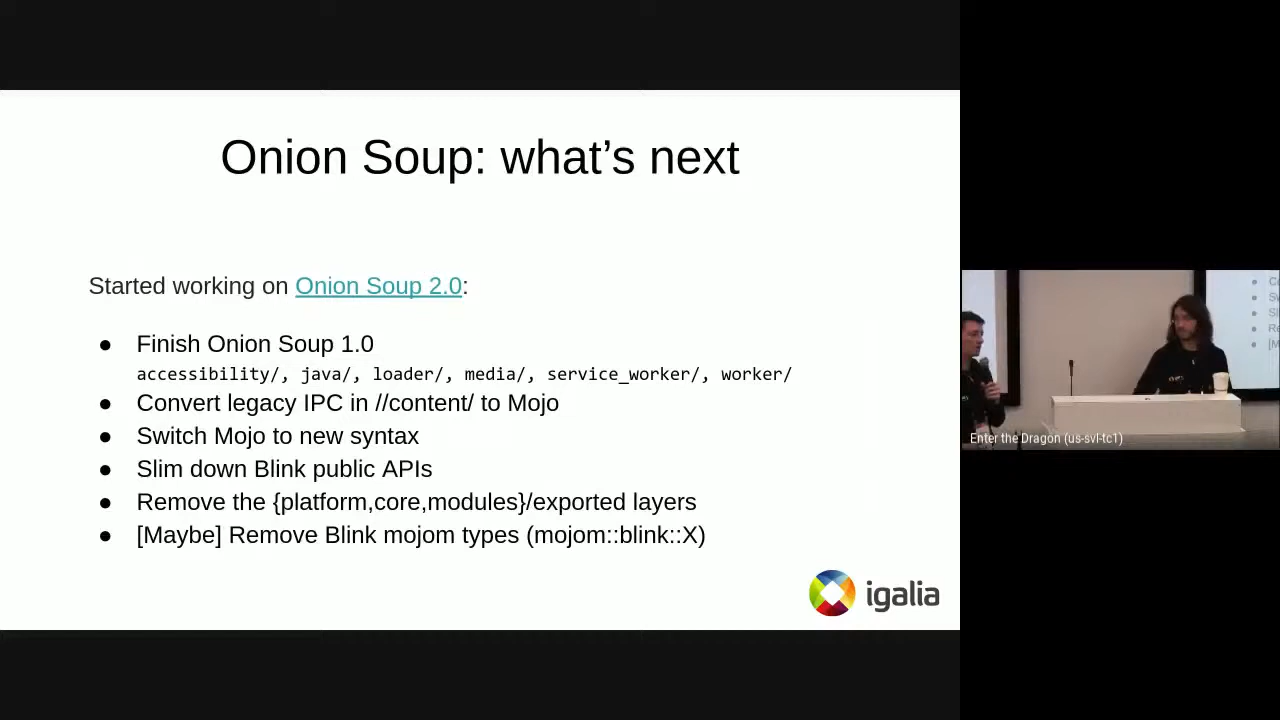 Onion Soup: what's next
Started working on Onion Soup 2.0:
● Finish Onion Soup 1.0
accessibility/, java/, loader/, media/, service_worker/, worker/
● Convert legacy IPC in //content/ to Mojo
● Switch Mojo to new syntax
● Slim down Blink public APIs
● Remove the {platform,core,modules}/exported layers
● [Maybe] Remove Blink mojom types (mojom::blink::X)
igalia
Enter the Dragon (us-svl-tc1)